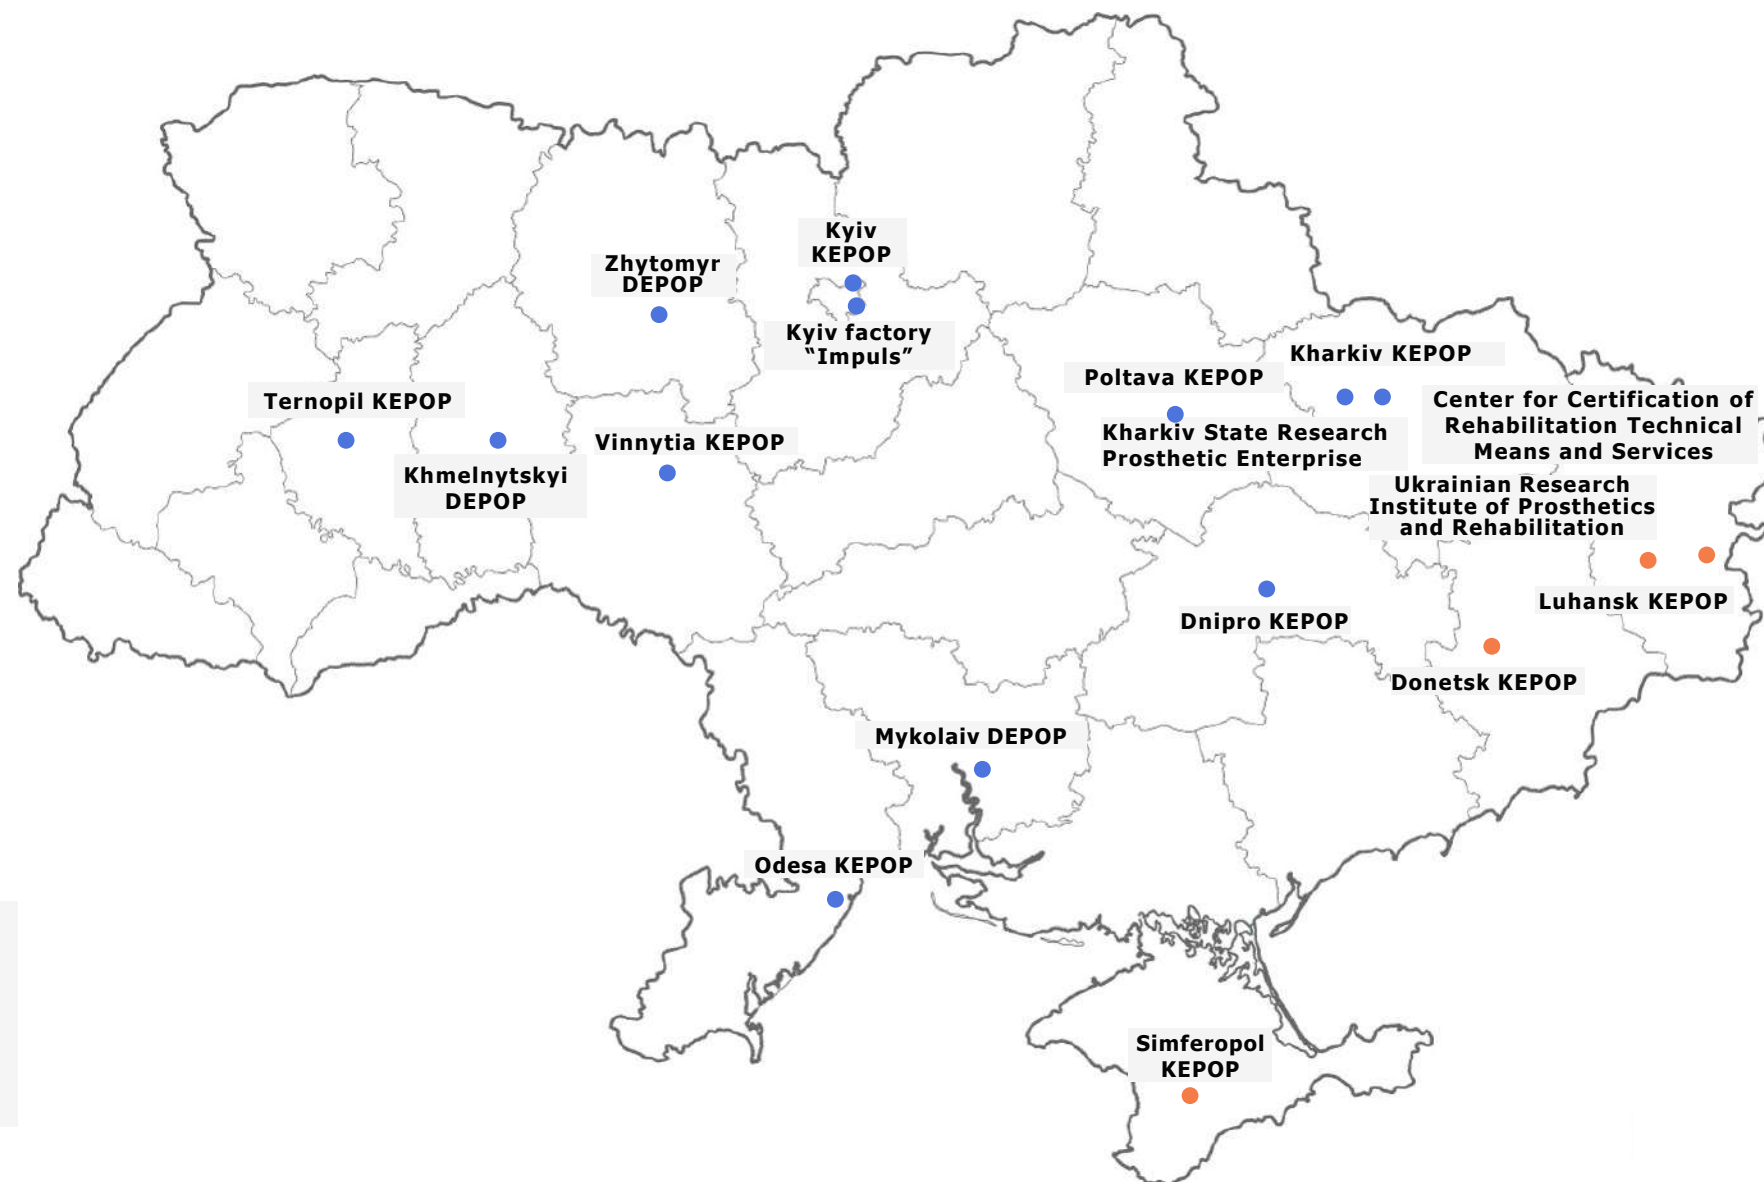 Kyiv
KEPOP
Zhytomyr
DEPOP
Kyiv factory
“Impuls”
Kharkiv KEPOP
Poltava KEPOP
Ternopil KEPOP
Center for Certification of
Rehabilitation Technical
Means and Services
Kharkiv State Research
Prosthetic Enterprise
Vinnytia KEPOP
Khmelnytskyi
DEPOP
Ukrainian Research
Institute of Prosthetics
and Rehabilitation
Luhansk KEPOP
Dnipro KEPOP
Donetsk KEPOP
Mykolaiv DEPOP
Odesa KEPOP
Simferopol
KEPOP